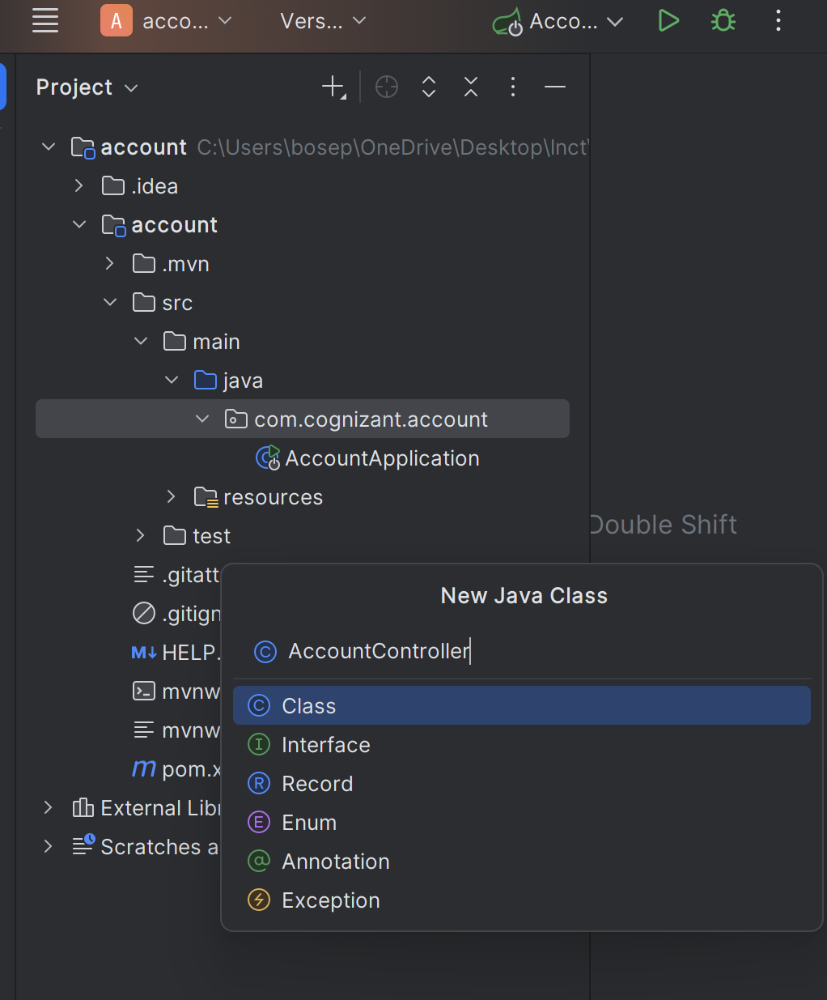 A acco... Vers... Acco...
Project
account C:\Users\bosep\OneDrive\Desktop\Inct\
.idea
account
.mvn
src
main
java
com.cognizant.account
AccountApplication
resources
Double Shift
test
.gitatt
New Java Class
.gitign
M↓ HELP.
C AccountController
mvnw
C Class
mvnw
I Interface
m pom.x
R Record
External Libr
E Enum
Scratches a
@ Annotation
Exception